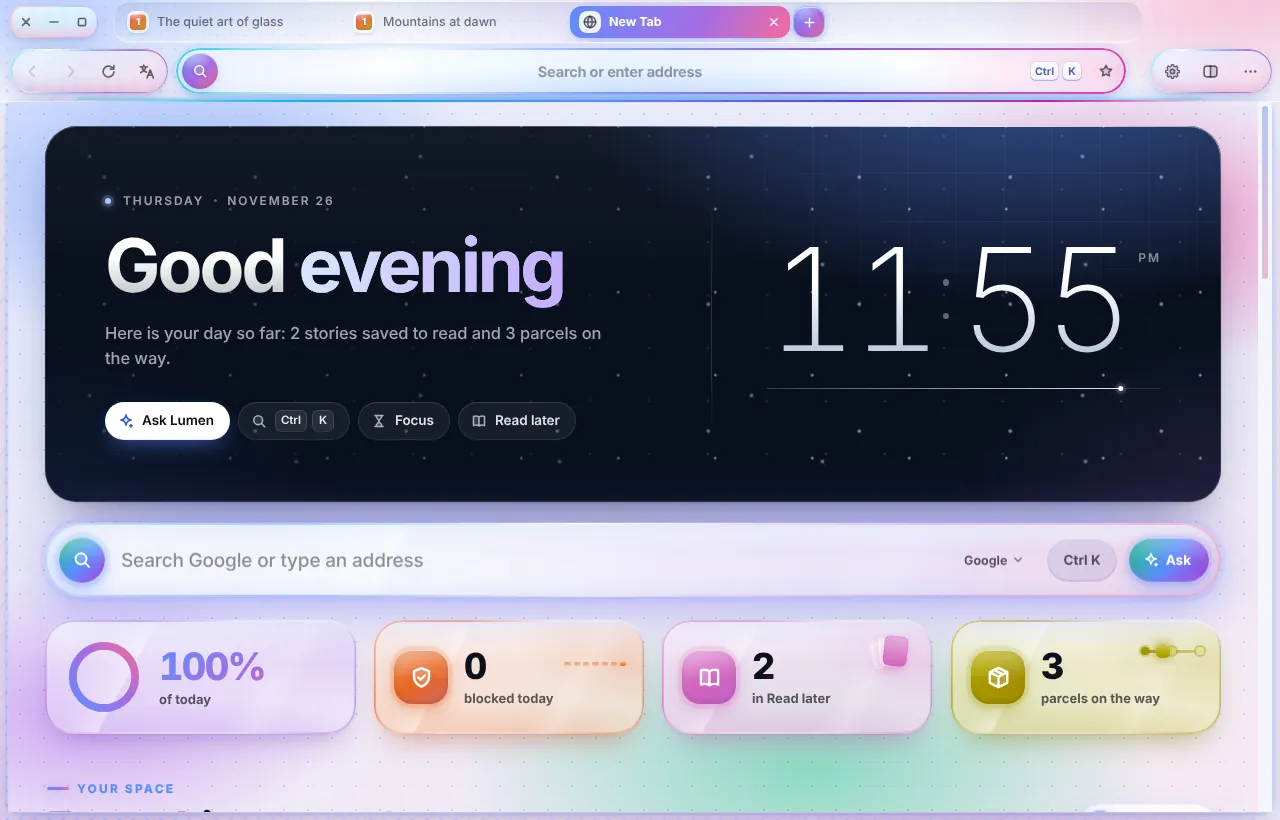 1 The quiet art of glass
1 Mountains at dawn
New Tab
Search or enter address
Ctrl K
THURSDAY • NOVEMBER 26
Good evening
Here is your day so far: 2 stories saved to read and 3 parcels on
the way.
Ask Lumen
Ctrl K
Focus
Read later
11:55 PM
Search Google or type an address
Google
Ctrl K
Ask
100%
of today
0
blocked today
2
in Read later
3
parcels on the way
YOUR SPACE